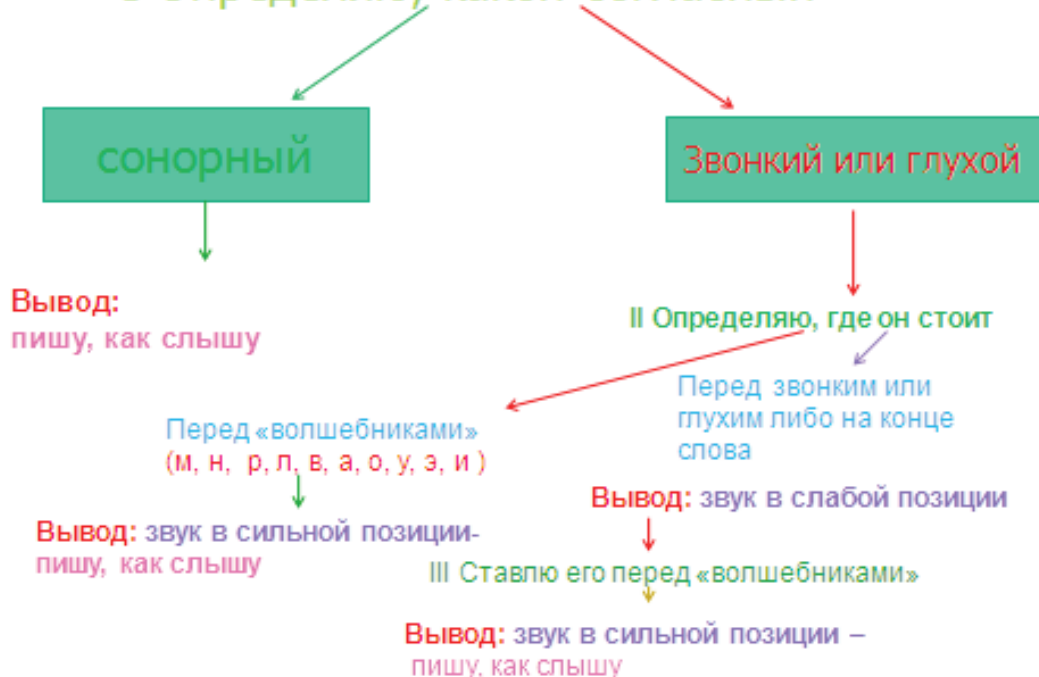 сонорный
Звонкий или глухой
Вывод:
пишу, как слышу
II Определяю, где он стоит
Перед «волшебниками»
(м, н, р, л, в, а, о, у, э, и )
Перед звонким или
глухим либо на конце
слова
Вывод: звук в сильной позиции-
пишу, как слышу
Вывод: звук в слабой позиции
III Ставлю его перед «волшебниками»
Вывод: звук в сильной позиции –
пишу, как слышу